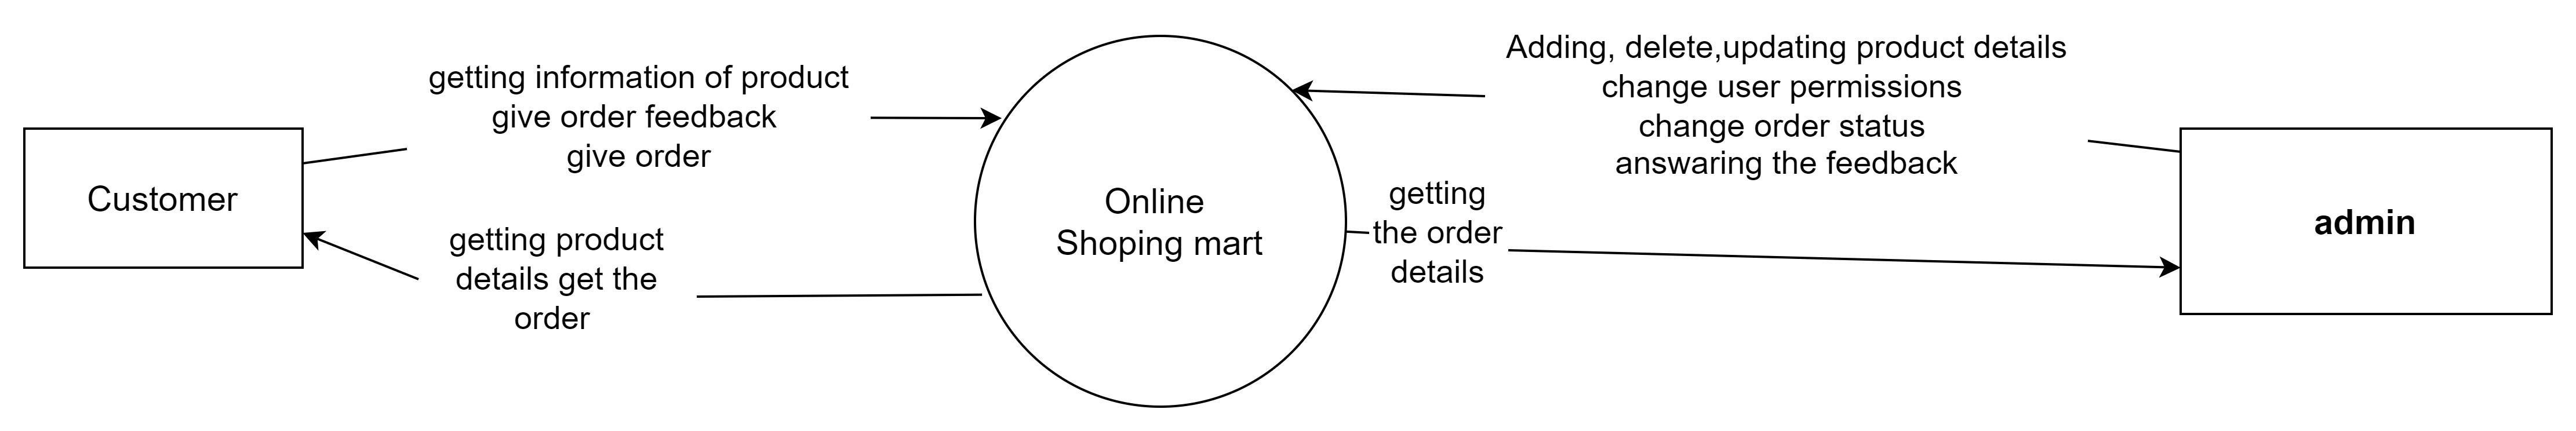 Customer
getting information of product
give order feedback
give order
getting product
details get the
order
Online
Shoping mart
Adding, delete,updating product details
change user permissions
change order status
answaring the feedback
getting
the order
details
admin